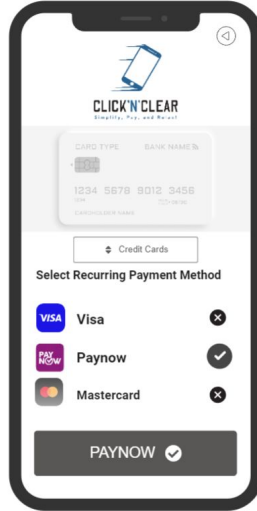 CLICK'N'CLEAR
Simplify, Pay, and Relax!
CARD TYPE BANK NAME
1234 5678 9012 3456
CARDHOLDER NAME
Credit Cards
Select Recurring Payment Method
VISA Visa
PAY NOW Paynow
Mastercard
PAYNOW